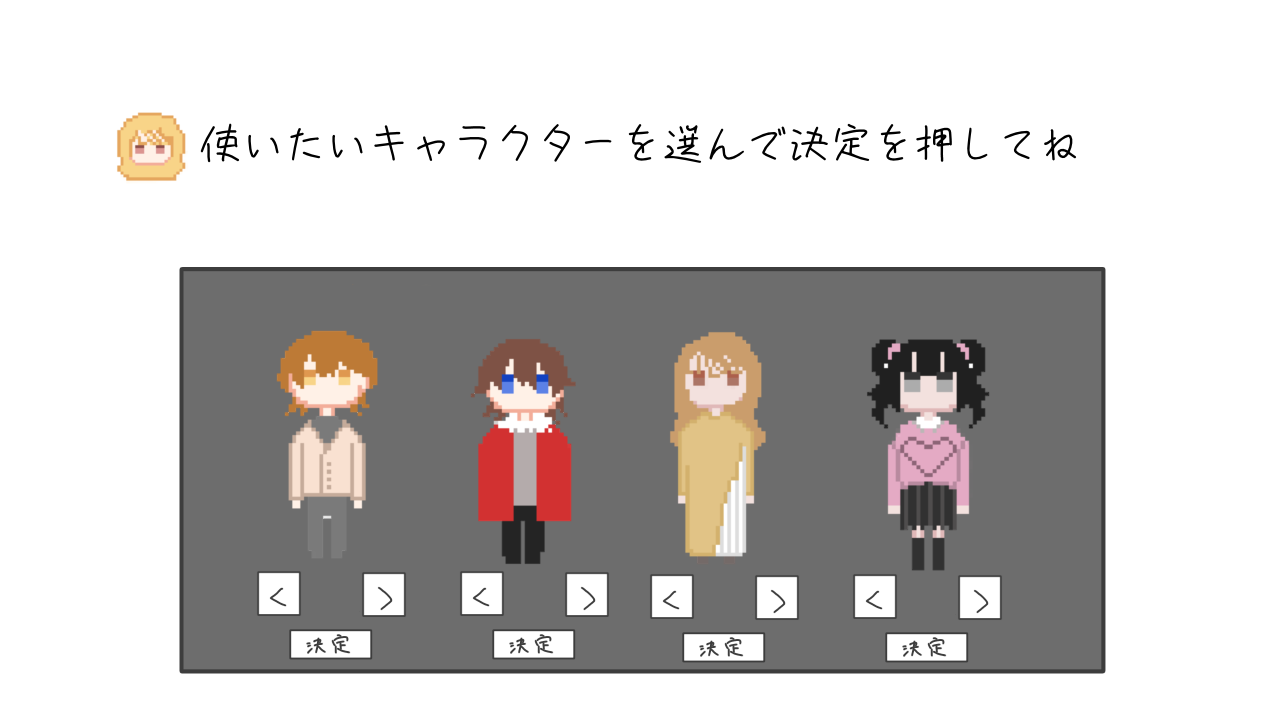 使いたいキャラクターを選んで決定を押してね
< > < > < > < >
決定 決定 決定 決定